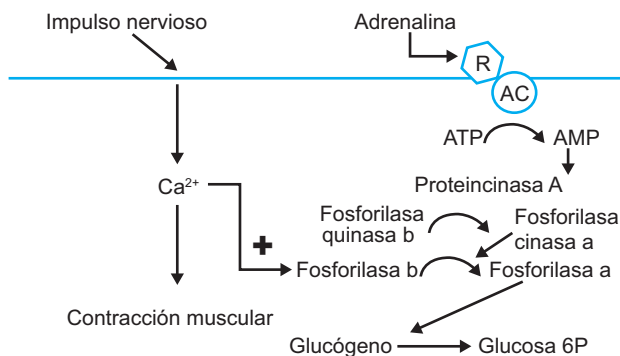 Impulso nervioso
Adrenalina
R
AC
ATP
AMP
Ca²⁺
Proteincinasa A
Fosforilasa
quinasa b
Fosforilasa
cinasa a
+
Fosforilasa b
Fosforilasa a
Contracción muscular
Glucógeno
Glucosa 6P